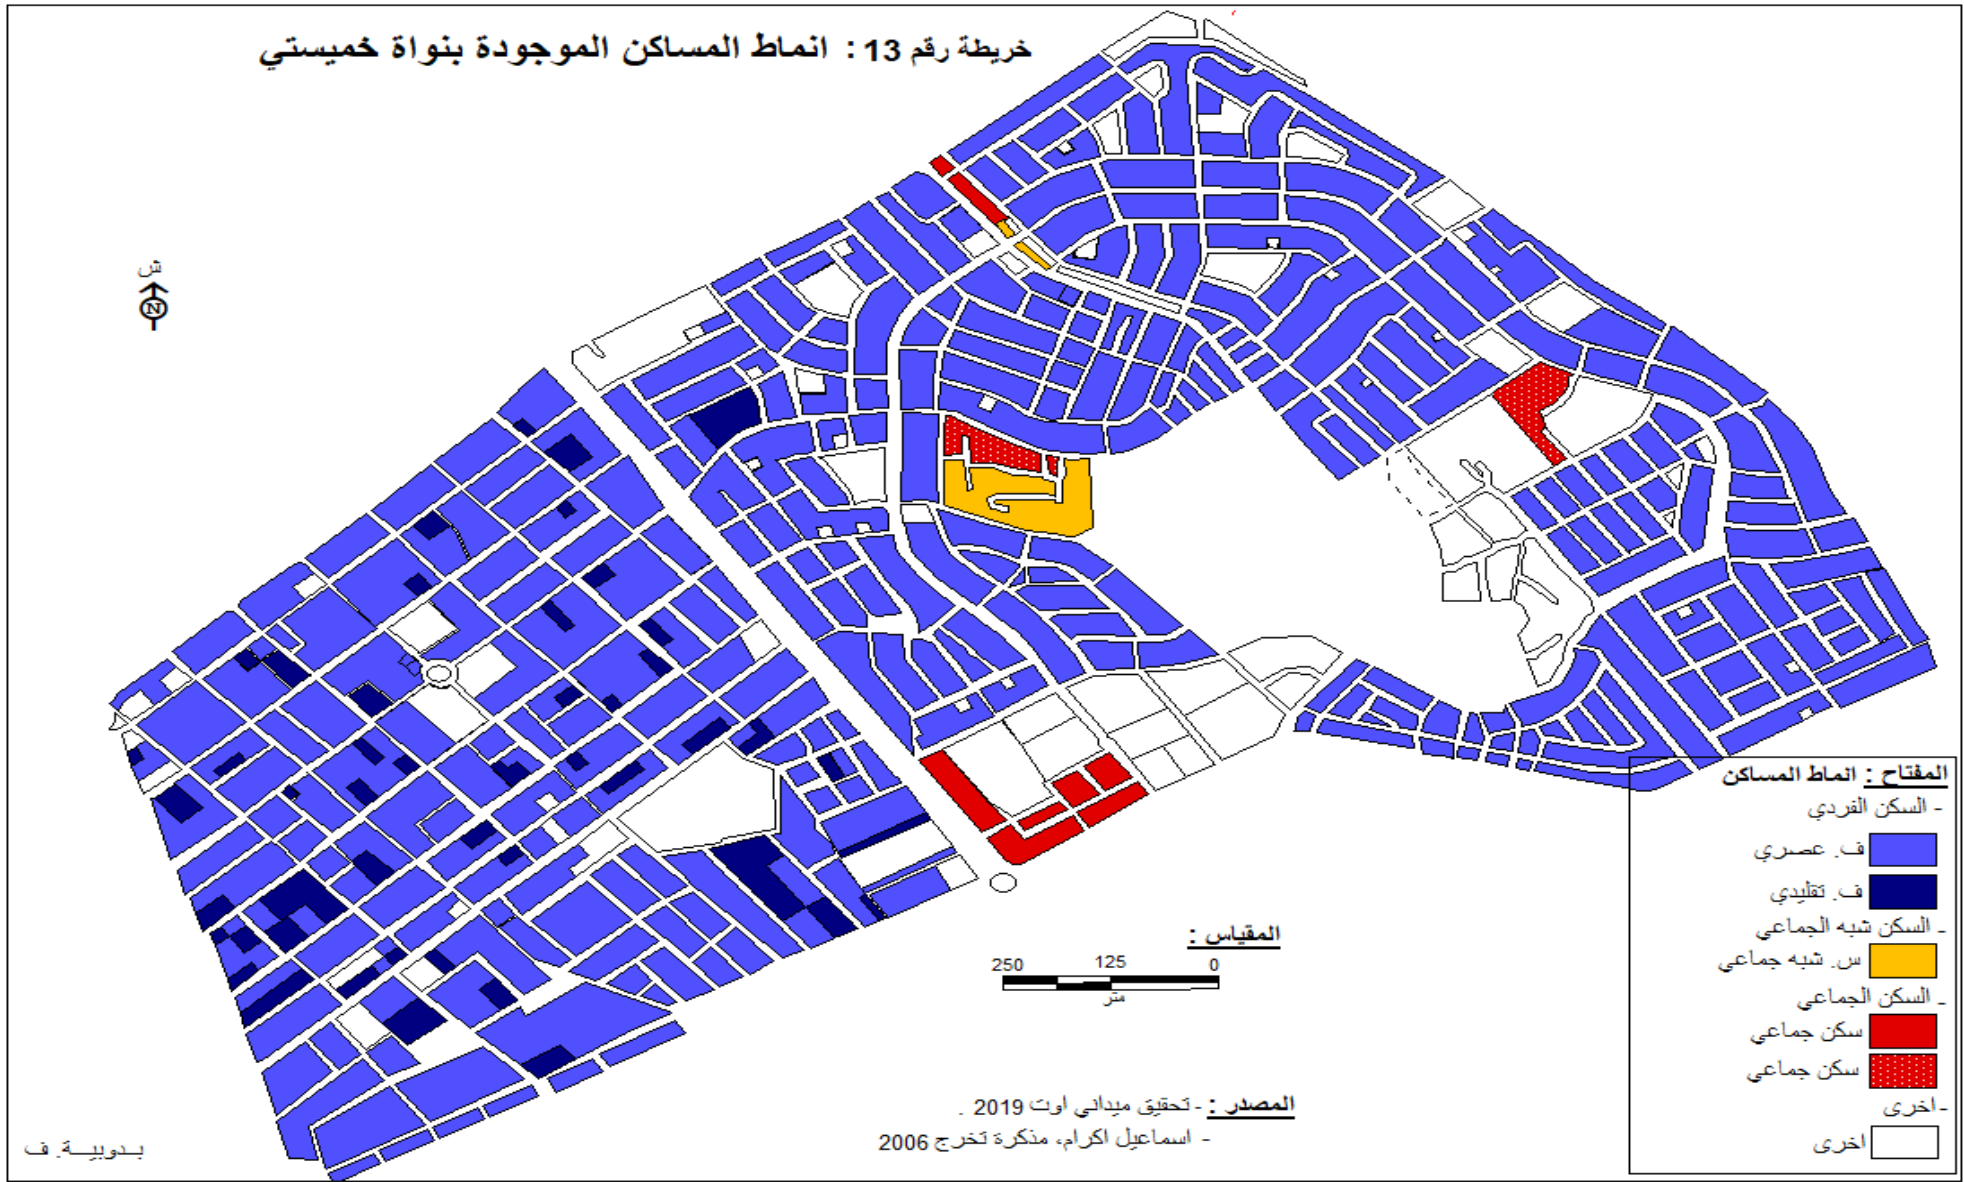 خريطة رقم 13 : انماط المساكن الموجودة بنواة خميستي
ش
N
المفتاح : انماط المساكن
- السكن الفردي
ف. عصري
ف. تقليدي
- السكن شبه الجماعي
س. شبه جماعي
- السكن الجماعي
سكن جماعي
سكن جماعي
- اخرى
اخرى
المقياس :
250 125 0
متر
المصدر : - تحقيق ميداني اوت 2019 .
- اسماعيل اكرام، مذكرة تخرج 2006
بـدوبيـــة. ف